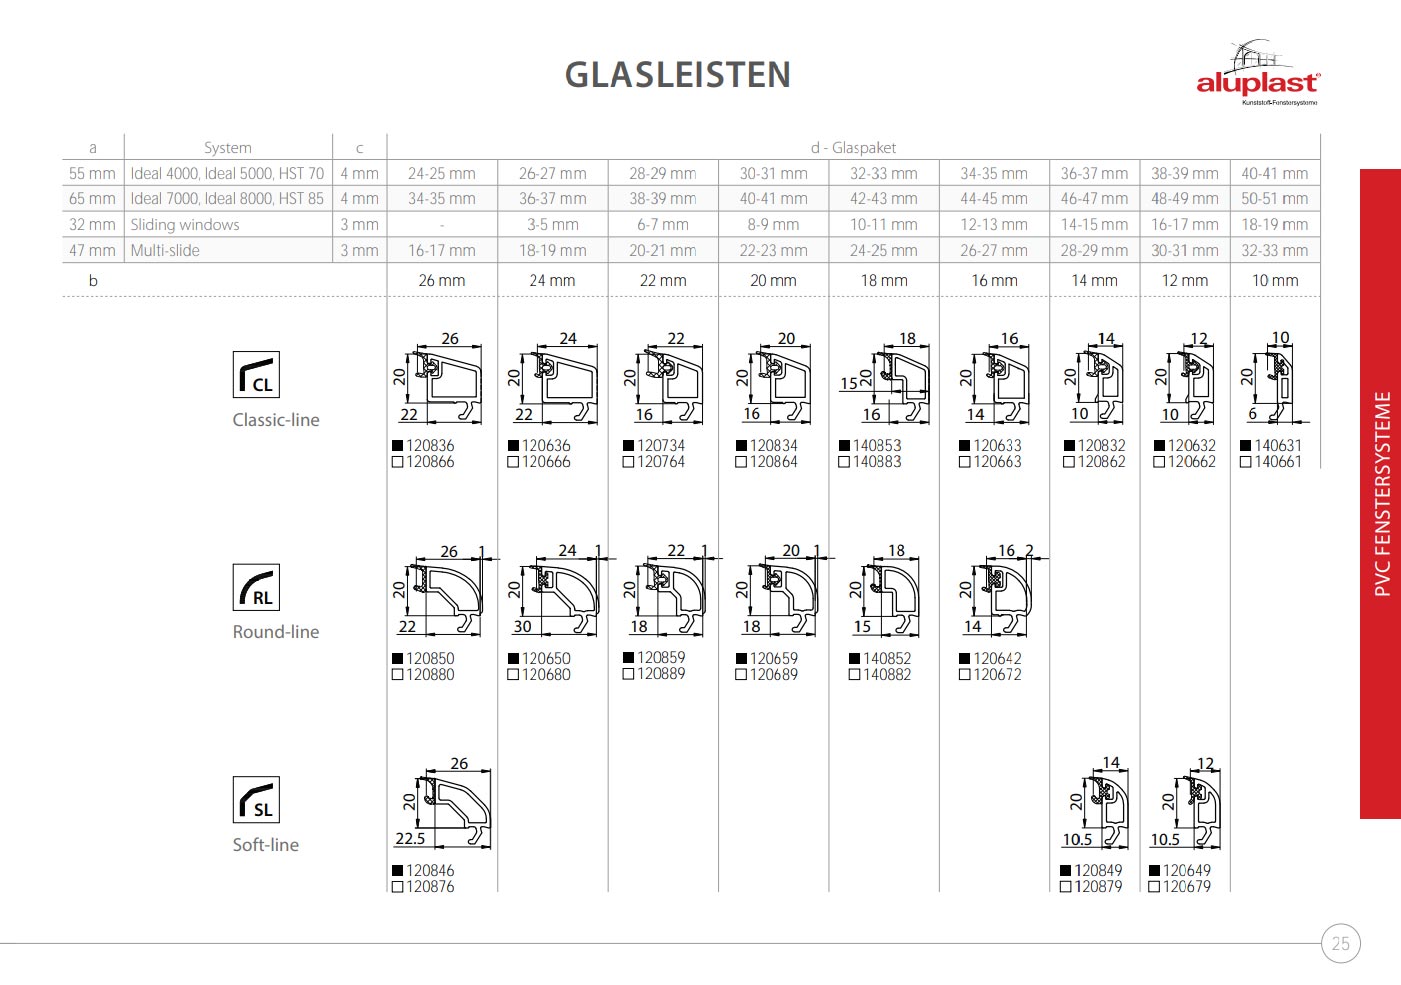 GLASLEISTEN
aluplast®
Kunststoff-Fenstersysteme
a System c d - Glaspaket
55 mm Ideal 4000, Ideal 5000, HST 70 4 mm 24-25 mm 26-27 mm 28-29 mm 30-31 mm 32-33 mm 34-35 mm 36-37 mm 38-39 mm 40-41 mm
65 mm Ideal 7000, Ideal 8000, HST 85 4 mm 34-35 mm 36-37 mm 38-39 mm 40-41 mm 42-43 mm 44-45 mm 46-47 mm 48-49 mm 50-51 mm
32 mm Sliding windows 3 mm - 3-5 mm 6-7 mm 8-9 mm 10-11 mm 12-13 mm 14-15 mm 16-17 mm 18-19 mm
47 mm Multi-slide 3 mm 16-17 mm 18-19 mm 20-21 mm 22-23 mm 24-25 mm 26-27 mm 28-29 mm 30-31 mm 32-33 mm
b 26 mm 24 mm 22 mm 20 mm 18 mm 16 mm 14 mm 12 mm 10 mm
26 24 22 20 18 16 14 12 10
20 20 20 20 20 20 20 20 20
CL
15
22 22 16 16 16 14 10 10 6
Classic-line
120836 120636 120734 120834 140853 120633 120832 120632 140631
120866 120666 120764 120864 140883 120663 120862 120662 140661
26 1 24 1 22 1 20 1 18 16 2
20 20 20 20 20 20
RL
22 30 18 18 15 14
Round-line
120850 120650 120859 120659 140852 120642
120880 120680 120889 120689 140882 120672
26 14 12
20 20 20
SL
22.5 10.5 10.5
Soft-line
120846 120849 120649
120876 120879 120679
PVC FENSTERSYSTEME
25